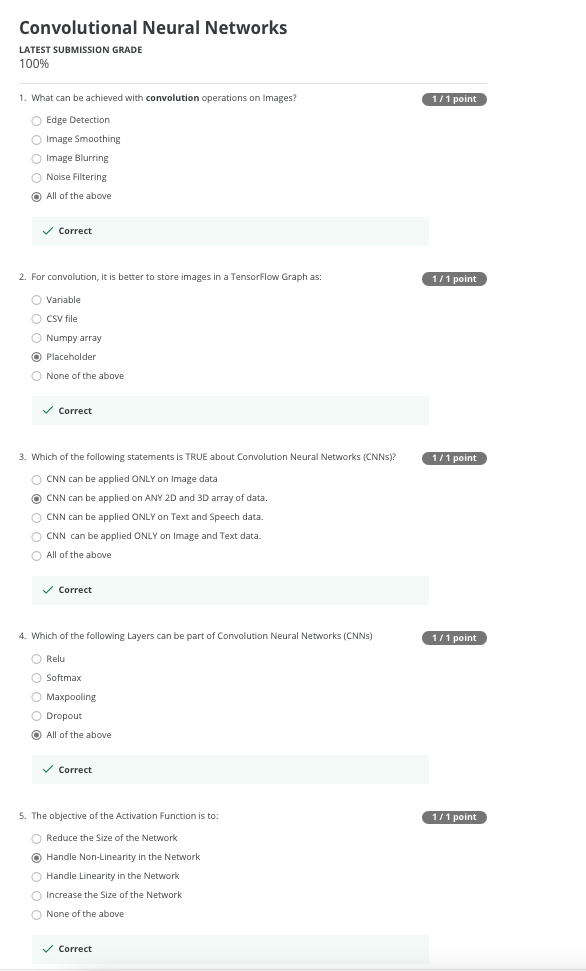 Convolutional Neural Networks
LATEST SUBMISSION GRADE
100%
1. What can be achieved with convolution operations on Images?
1 / 1 point
Edge Detection
Image Smoothing
Image Blurring
Noise Filtering
All of the above
Correct
2. For convolution, it is better to store images in a TensorFlow Graph as:
1 / 1 point
Variable
CSV file
Numpy array
Placeholder
None of the above
Correct
3. Which of the following statements is TRUE about Convolution Neural Networks (CNNs)?
1 / 1 point
CNN can be applied ONLY on Image data
CNN can be applied on ANY 2D and 3D array of data.
CNN can be applied ONLY on Text and Speech data.
CNN can be applied ONLY on Image and Text data.
All of the above
Correct
4. Which of the following Layers can be part of Convolution Neural Networks (CNNs)
1 / 1 point
Relu
Softmax
Maxpooling
Dropout
All of the above
Correct
5. The objective of the Activation Function is to:
1 / 1 point
Reduce the Size of the Network
Handle Non-Linearity in the Network
Handle Linearity in the Network
Increase the Size of the Network
None of the above
Correct